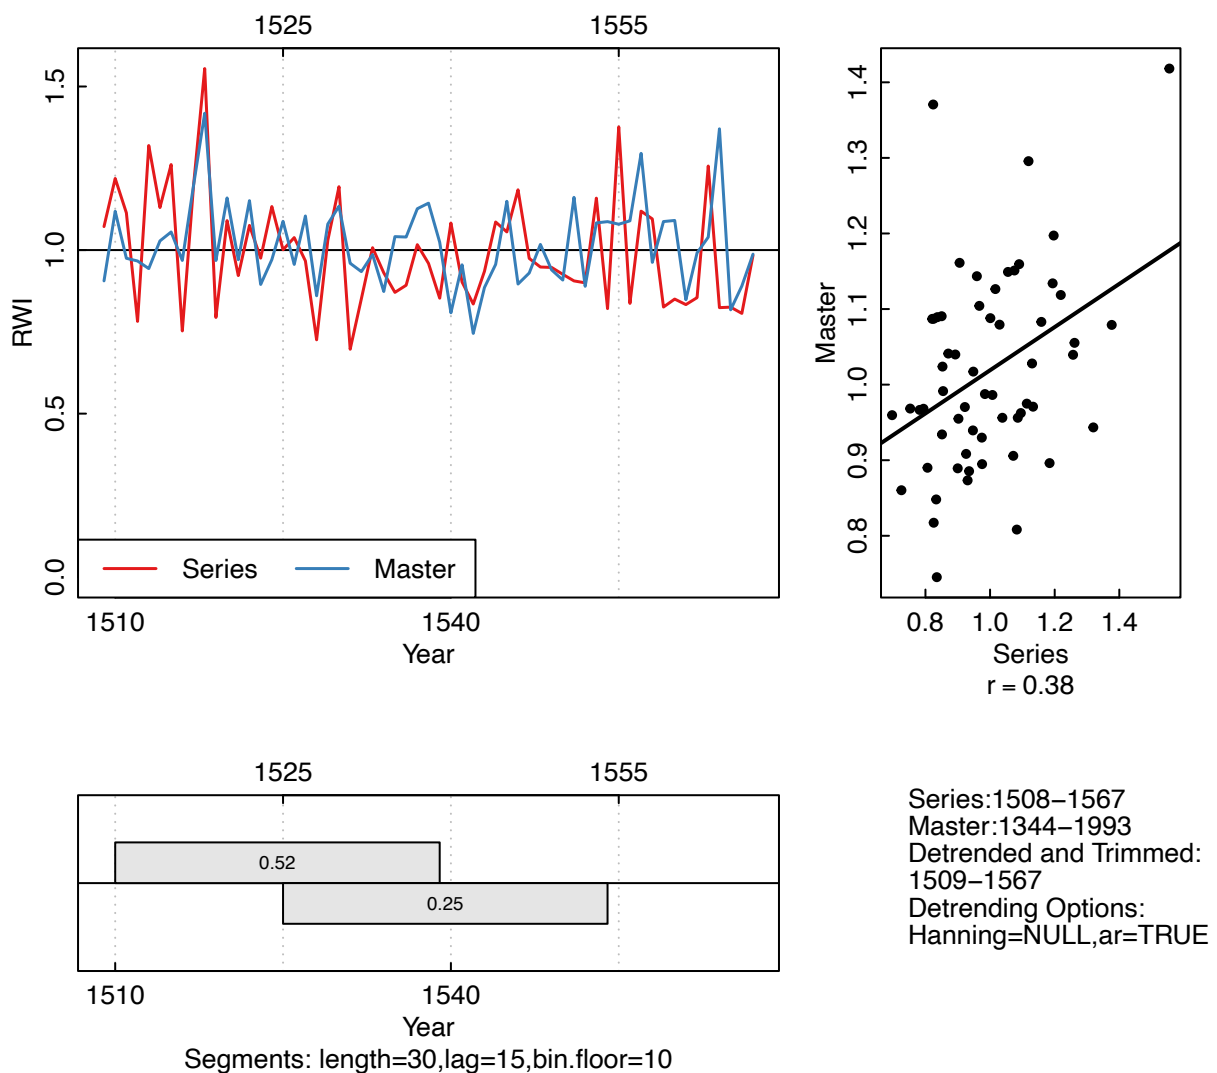 1525 1555
1.5
1.0
0.5
0.0
RWI
Series Master
1510 1540
Year
1.4
1.3
1.2
1.1
1.0
0.9
0.8
Master
0.8 1.0 1.2 1.4
Series
r = 0.38
1525 1555
0.52
0.25
1510 1540
Year
Segments: length=30,lag=15,bin.floor=10
Series:1508−1567
Master:1344−1993
Detrended and Trimmed:
1509−1567
Detrending Options:
Hanning=NULL,ar=TRUE